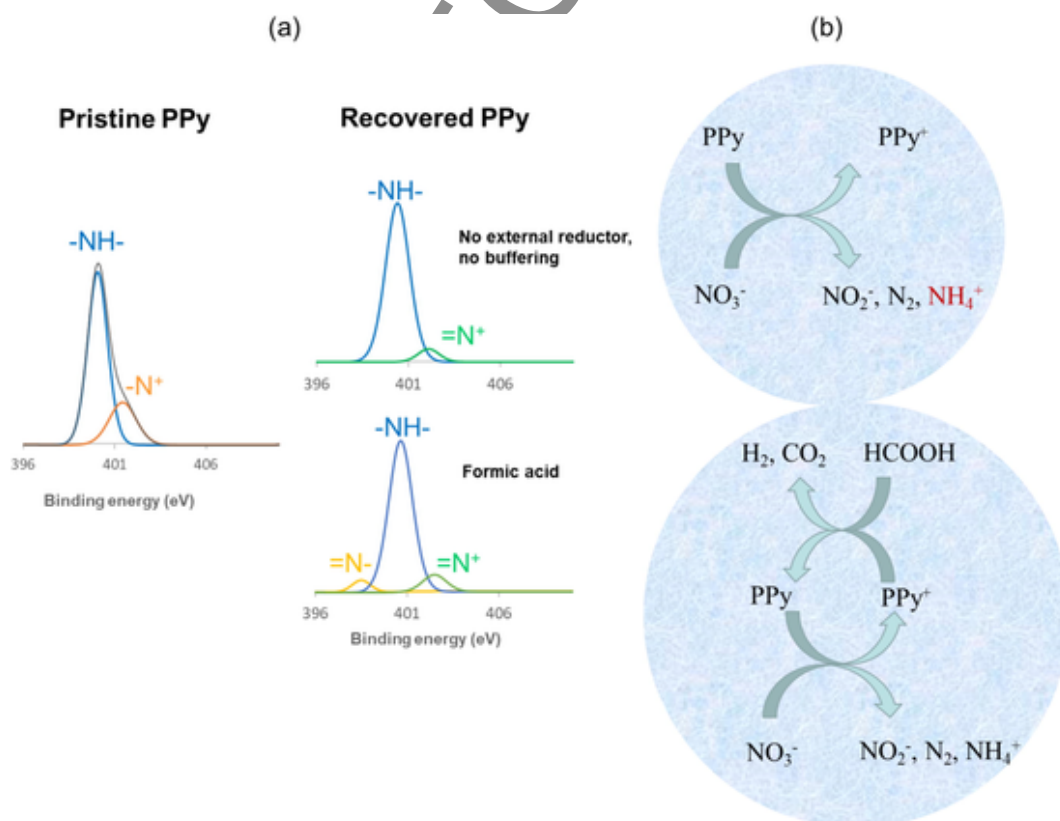 (a)
Pristine PPy
-NH-
-N⁺
396 401 406
Binding energy (eV)
Recovered PPy
-NH-
No external reductor,
no buffering
=N⁺
396 401 406
-NH-
Formic acid
=N-
=N⁺
396 401 406
Binding energy (eV)
(b)
PPy PPy⁺
NO₃⁻ NO₂⁻, N₂, NH₄⁺
H₂, CO₂ HCOOH
PPy PPy⁺
NO₃⁻ NO₂⁻, N₂, NH₄⁺